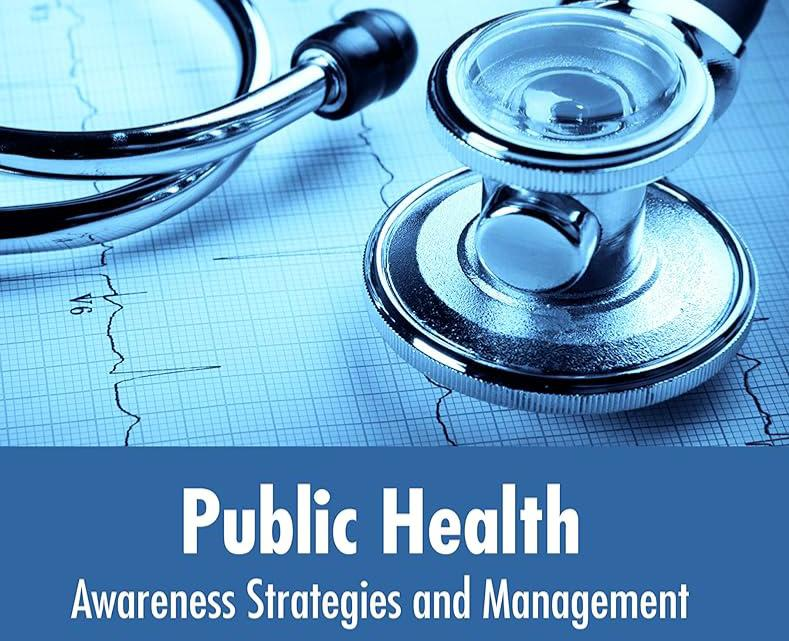 V6
Public Health
Awareness Strategies and Management